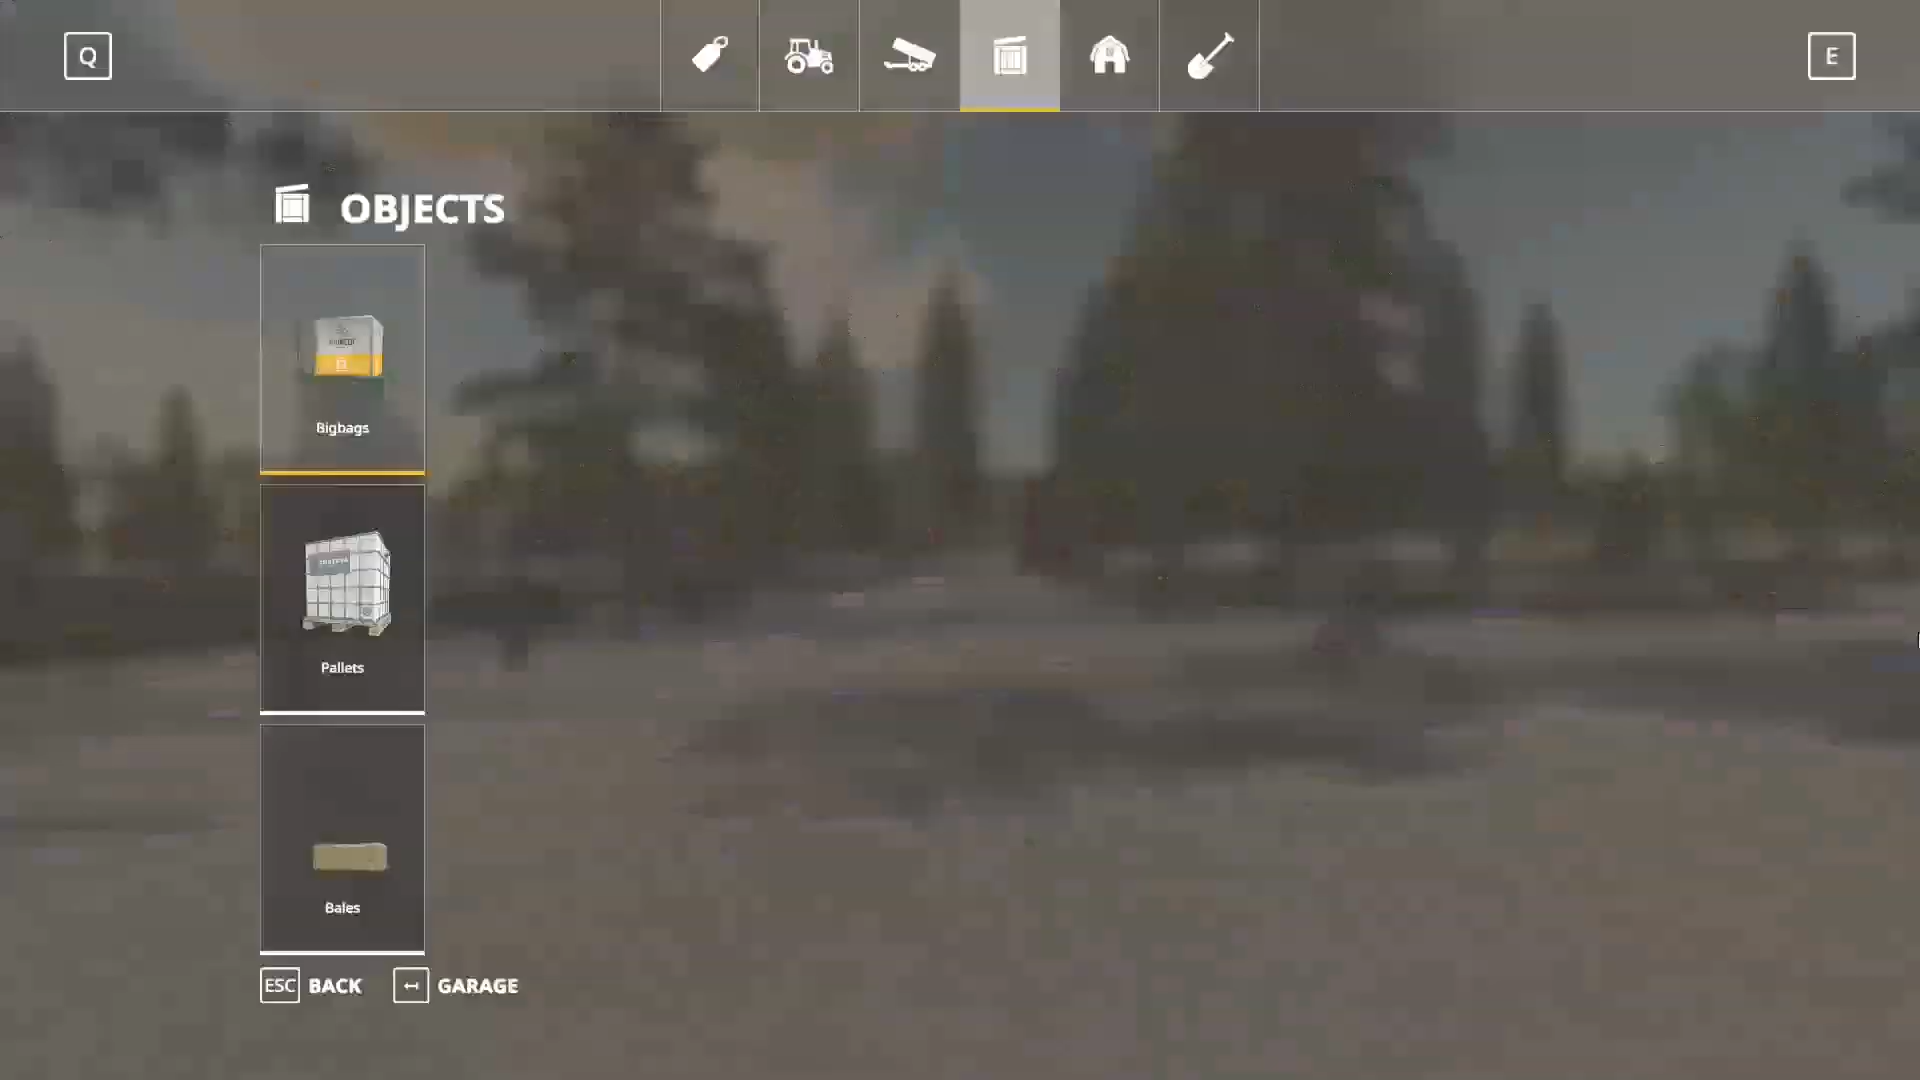 Q
E
OBJECTS
Bigbags
Pallets
Bales
ESC BACK
GARAGE